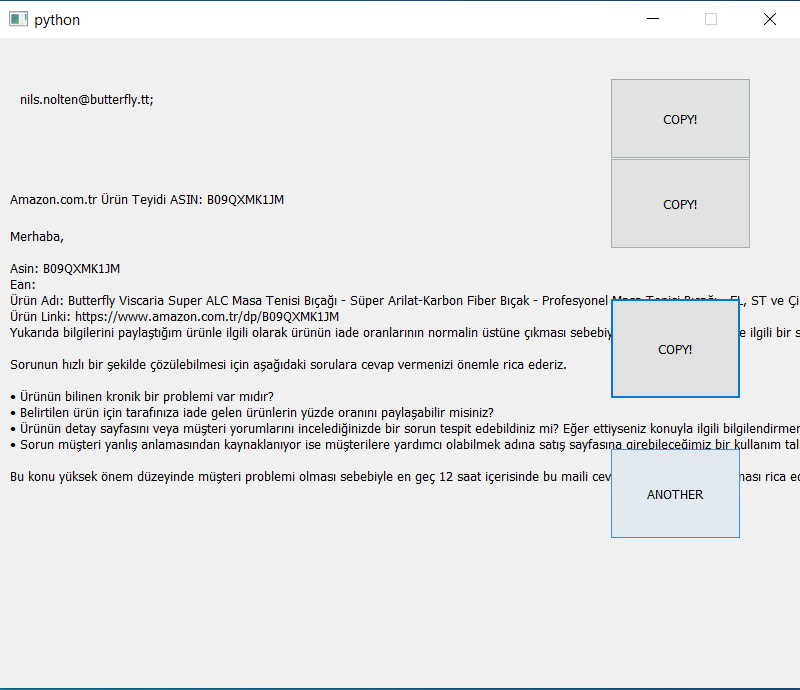 python
nils.nolten@butterfly.tt;
COPY!
Amazon.com.tr Ürün Teyidi ASIN: B09QXMK1JM
COPY!
Merhaba,
Asin: B09QXMK1JM
Ean:
Ürün Adı: Butterfly Viscaria Super ALC Masa Tenisi Bıçağı - Süper Arilat-Karbon Fiber Bıçak - Profesyonel Masa Tenisi Bıçağı - FL, ST ve Çi
Ürün Linki: https://www.amazon.com.tr/dp/B09QXMK1JM
Yukarıda bilgilerini paylaştığım ürünle ilgili olarak ürünün iade oranlarının normalin üstüne çıkması sebebiy e ilgili bir s
COPY!
Sorunun hızlı bir şekilde çözülebilmesi için aşağıdaki sorulara cevap vermenizi önemle rica ederiz.
• Ürünün bilinen kronik bir problemi var mıdır?
• Belirtilen ürün için tarafınıza iade gelen ürünlerin yüzde oranını paylaşabilir misiniz?
• Ürünün detay sayfasını veya müşteri yorumlarını incelediğinizde bir sorun tespit edebildiniz mi? Eğer ettiyseniz konuyla ilgili bilgilendirmen
• Sorun müşteri yanlış anlamasından kaynaklanıyor ise müşterilere yardımcı olabilmek adına satış sayfasına girebileceğimiz bir kullanım tal
Bu konu yüksek önem düzeyinde müşteri problemi olması sebebiyle en geç 12 saat içerisinde bu maili cev ması rica ed
ANOTHER